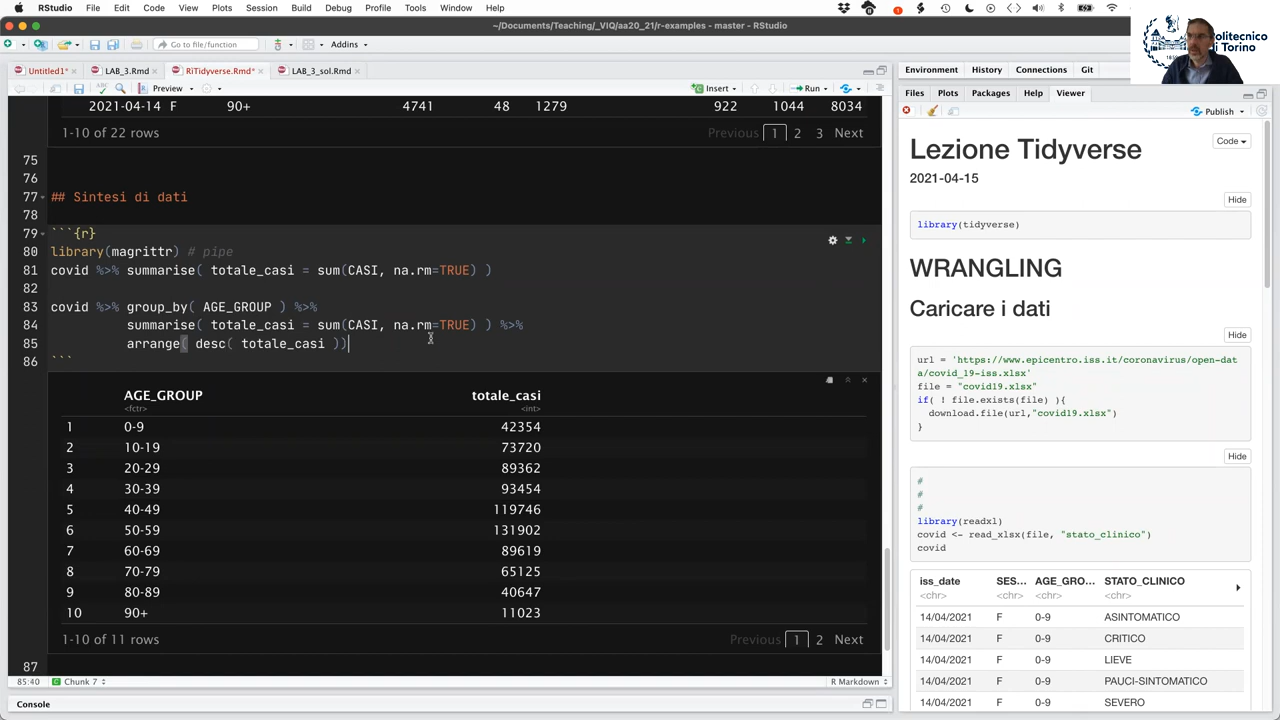 RStudio File Edit Code View Plots Session Build Debug Profile Tools Window Help
~/Documents/Teaching/_VIQ/aa20_21/r-examples - master - RStudio
Politecnico
di Torino
Go to file/function Addins
Untitled1* LAB_3.Rmd RiTidyverse.Rmd* LAB_3_sol.Rmd
Preview Insert Run
2021-04-14 F 90+ 4741 48 1279 922 1044 8034
1-10 of 22 rows Previous 1 2 3 Next
75
76
77 ## Sintesi di dati
78
79 ```{r}
80 library(magrittr) # pipe
81 covid %>% summarise( totale_casi = sum(CASI, na.rm=TRUE) )
82
83 covid %>% group_by( AGE_GROUP ) %>%
84 summarise( totale_casi = sum(CASI, na.rm=TRUE) ) %>%
85 arrange( desc( totale_casi ))
86 ```
AGE_GROUP totale_casi
<fctr> <int>
1 0-9 42354
2 10-19 73720
3 20-29 89362
4 30-39 93454
5 40-49 119746
6 50-59 131902
7 60-69 89619
8 70-79 65125
9 80-89 40647
10 90+ 11023
1-10 of 11 rows Previous 1 2 Next
87
85:40 Chunk 7 R Markdown
Console
Environment History Connections Git
Files Plots Packages Help Viewer
Publish
Lezione Tidyverse
Code
2021-04-15
Hide
library(tidyverse)
WRANGLING
Caricare i dati
Hide
url = 'https://www.epicentro.iss.it/coronavirus/open-dat
a/covid_19-iss.xlsx'
file = "covid19.xlsx"
if( ! file.exists(file) ){
download.file(url,"covid19.xlsx")
}
Hide
#
#
#
library(readxl)
covid <- read_xlsx(file, "stato_clinico")
covid
iss_date SES... AGE_GRO... STATO_CLINICO
<chr> <chr> <chr> <chr>
14/04/2021 F 0-9 ASINTOMATICO
14/04/2021 F 0-9 CRITICO
14/04/2021 F 0-9 LIEVE
14/04/2021 F 0-9 PAUCI-SINTOMATICO
14/04/2021 F 0-9 SEVERO